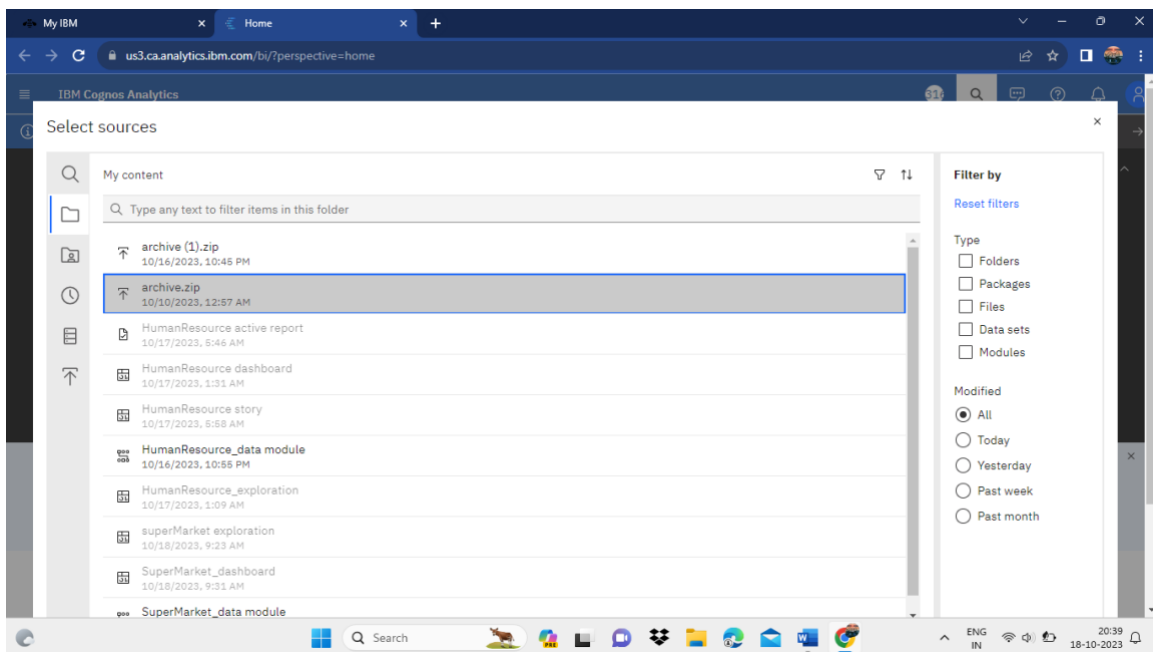 My IBM
Home
us3.ca.analytics.ibm.com/bi/?perspective=home
IBM Cognos Analytics
Select sources
My content
Type any text to filter items in this folder
archive (1).zip
10/16/2023, 10:45 PM
archive.zip
10/10/2023, 12:57 AM
HumanResource active report
10/17/2023, 5:46 AM
HumanResource dashboard
10/17/2023, 1:31 AM
HumanResource story
10/17/2023, 5:58 AM
HumanResource_data module
10/16/2023, 10:55 PM
HumanResource_exploration
10/17/2023, 1:09 AM
superMarket exploration
10/18/2023, 9:23 AM
SuperMarket_dashboard
10/18/2023, 9:31 AM
SuperMarket_data module
Filter by
Reset filters
Type
Folders
Packages
Files
Data sets
Modules
Modified
All
Today
Yesterday
Past week
Past month
Search
PRE
ENG
IN
20:39
18-10-2023